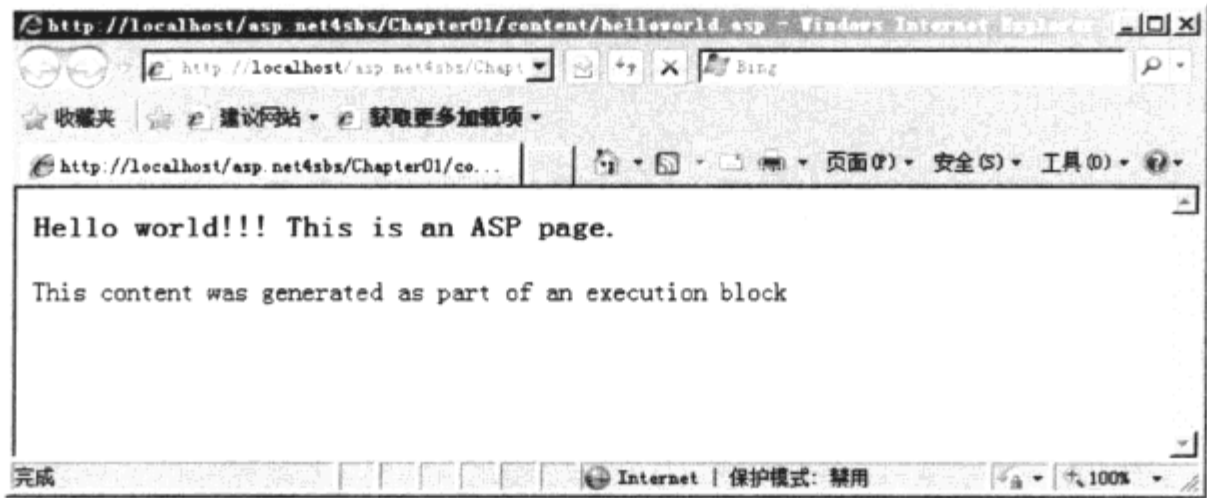 http://localhost/asp.net4sbs/Chapter01/content/helloworld.asp - Windows Internet Explorer
http://localhost/asp.net4sbs/Chapt Bing
收藏夹 建议网站 获取更多加载项
http://localhost/asp.net4sbs/Chapter01/co... 页面(P) 安全(S) 工具(O)
Hello world!!! This is an ASP page.
This content was generated as part of an execution block
完成 Internet | 保护模式: 禁用 100%